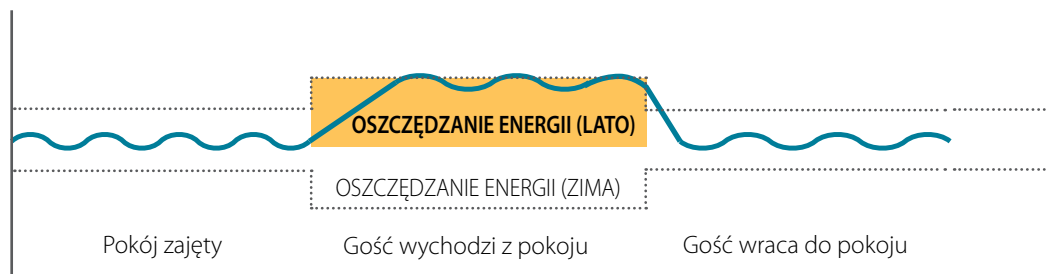 OSZCZĘDZANIE ENERGII (LATO)
OSZCZĘDZANIE ENERGII (ZIMA)
Pokój zajęty
Gość wychodzi z pokoju
Gość wraca do pokoju